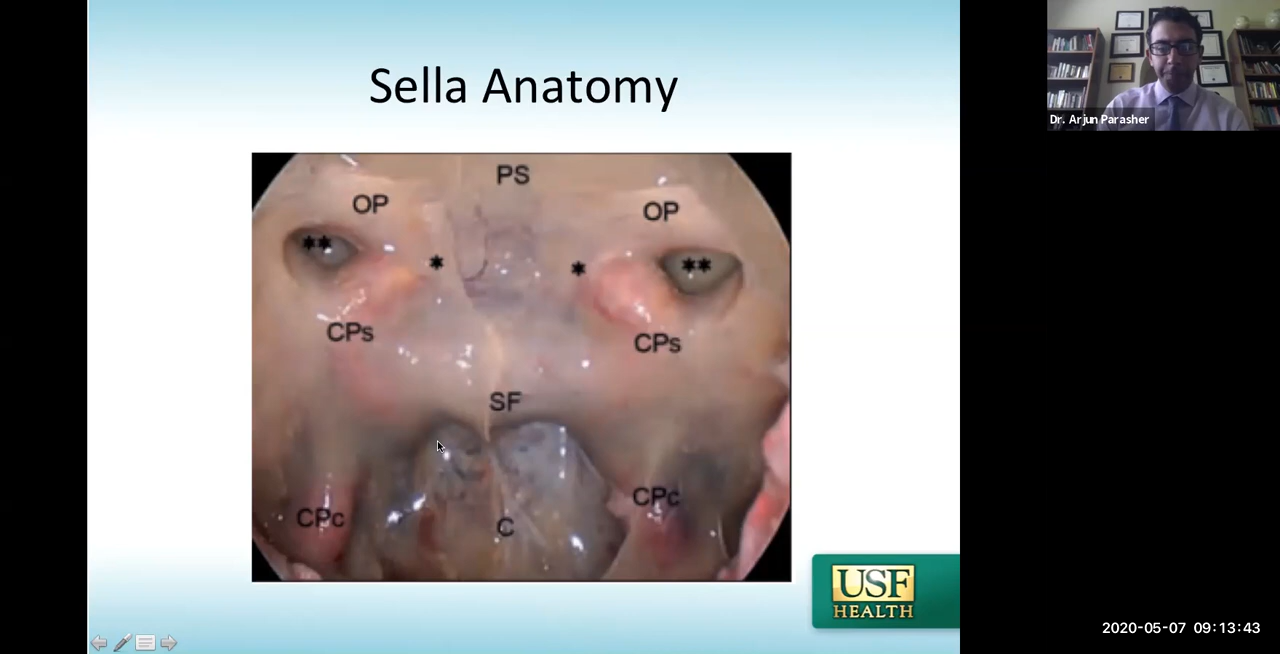 Sella Anatomy
PS
OP
OP
**
*
*
**
CPs
CPs
SF
CPc
CPc
C
USF
HEALTH
Dr. Arjun Parasher
2020-05-07 09:13:43